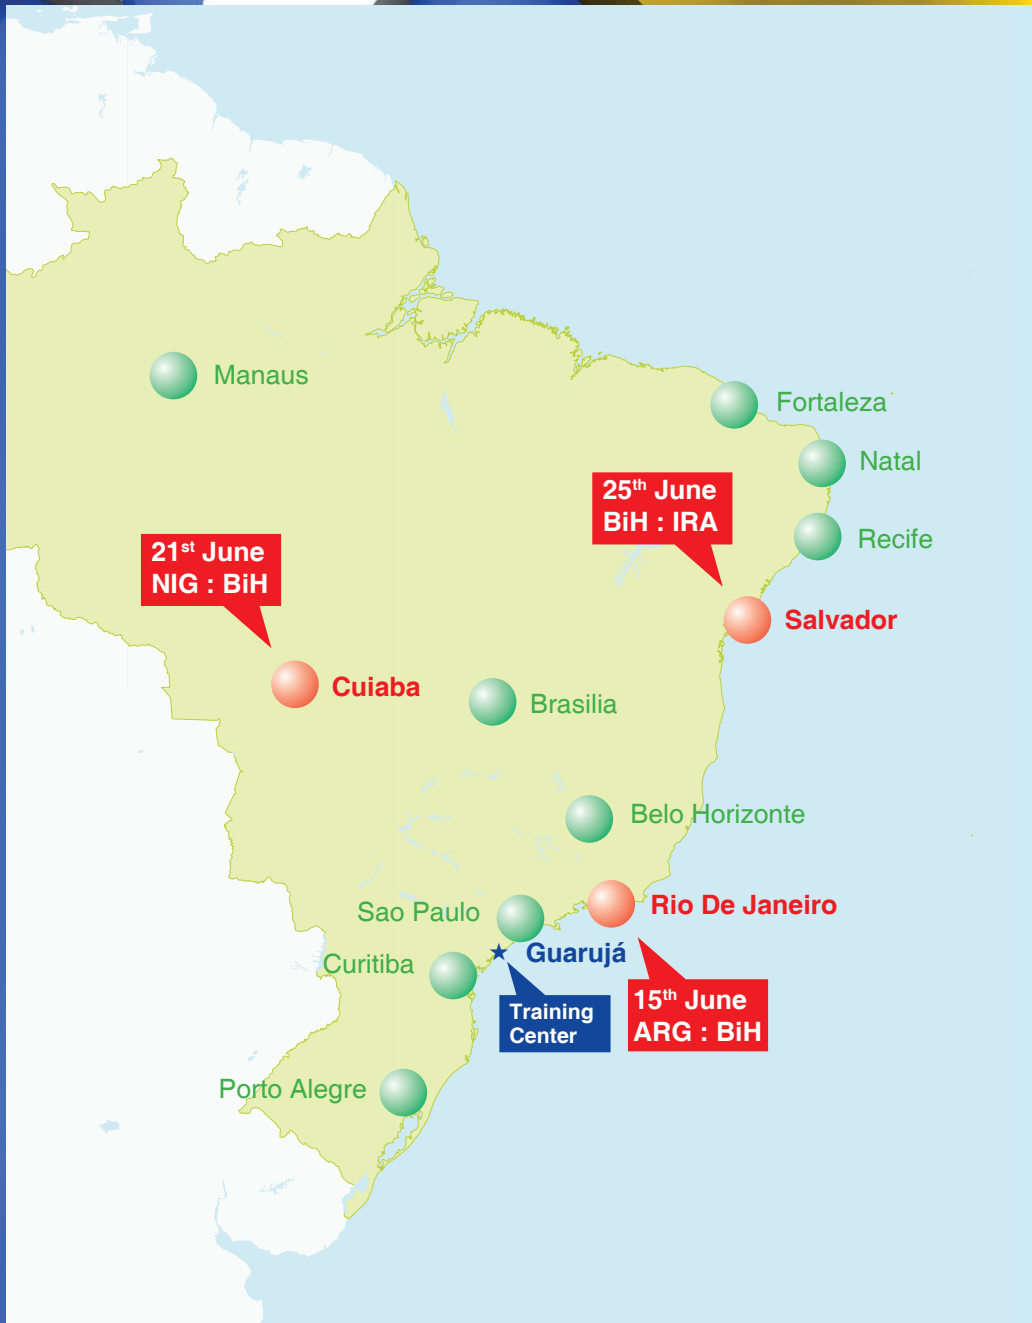 Manaus
Fortaleza
Natal
25th June
BiH : IRA
Recife
21st June
NIG : BiH
Salvador
Cuiaba
Brasilia
Belo Horizonte
Rio De Janeiro
Sao Paulo
Guarujá
Curitiba
15th June
ARG : BiH
Training
Center
Porto Alegre